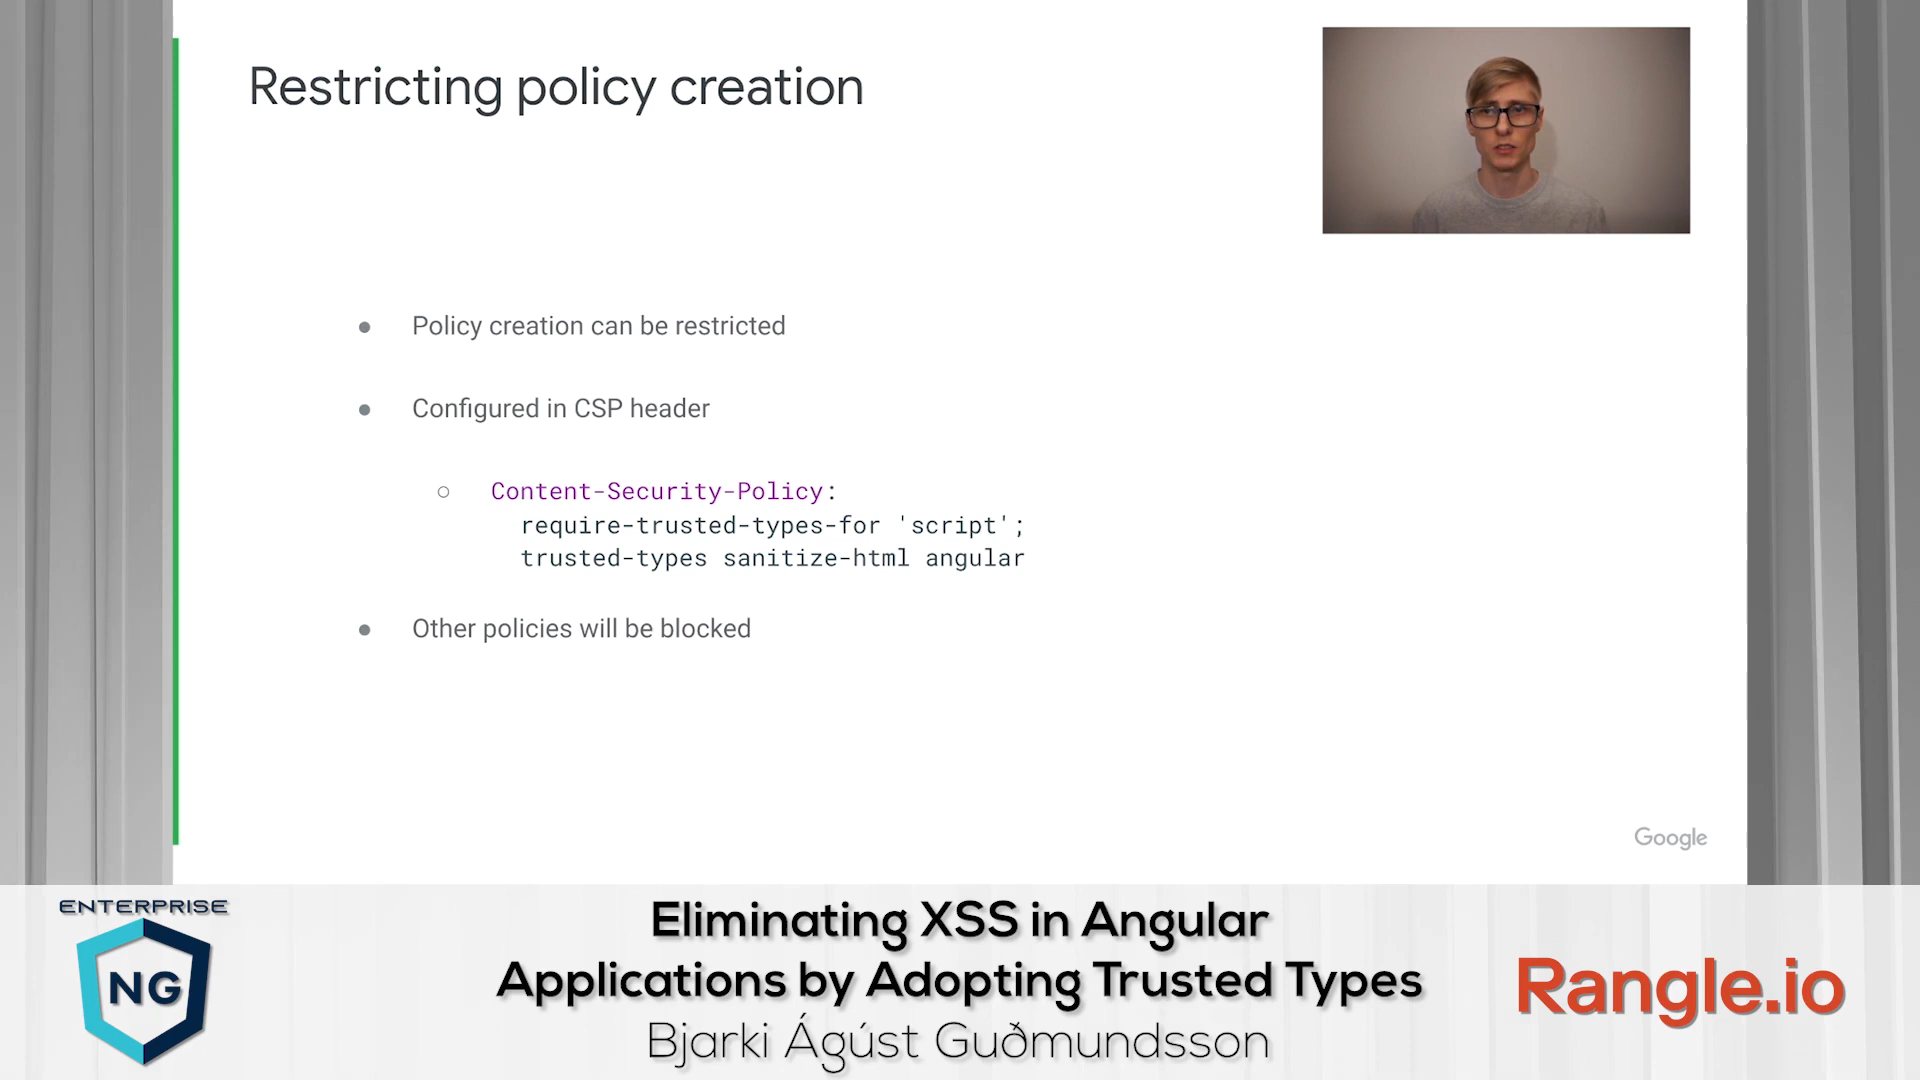 Restricting policy creation
● Policy creation can be restricted
● Configured in CSP header
○ Content-Security-Policy:
require-trusted-types-for 'script';
trusted-types sanitize-html angular
● Other policies will be blocked
Google
ENTERPRISE
NG
Eliminating XSS in Angular
Applications by Adopting Trusted Types
Bjarki Ágúst Guðmundsson
Rangle.io